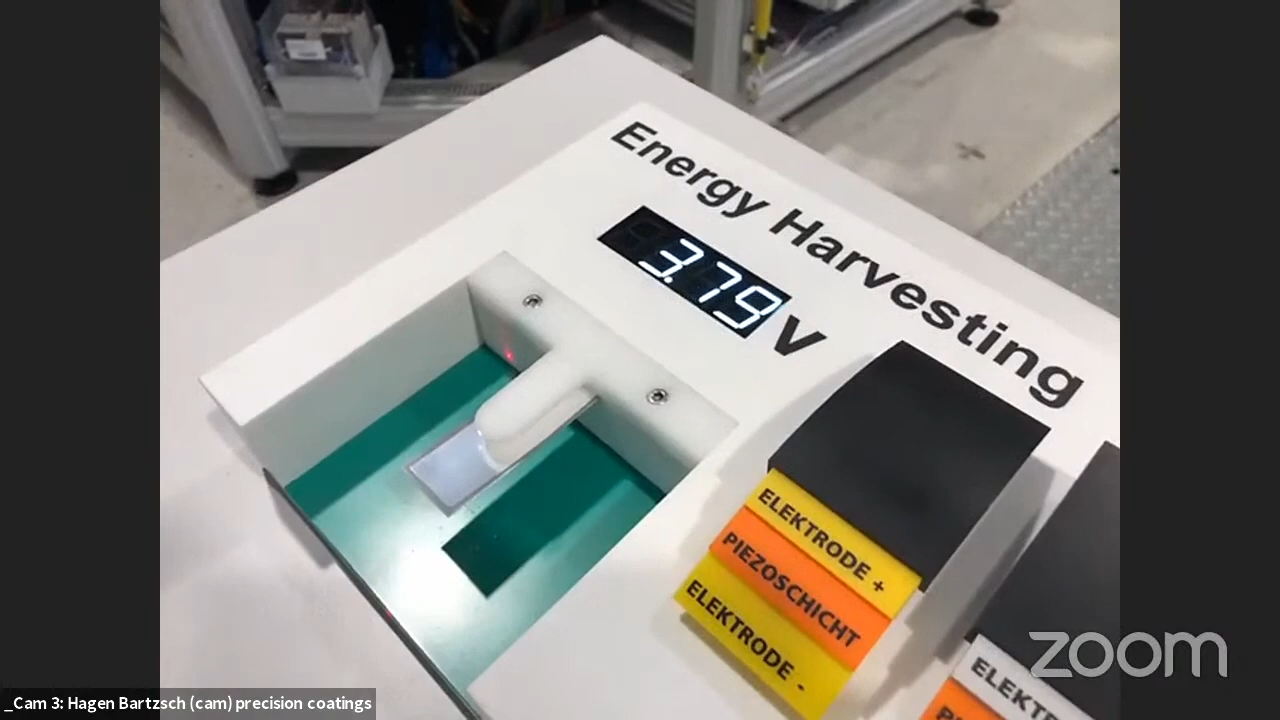 Energy Harvesting
3.79 V
ELEKTRODE +
PIEZOSCHICHT
ELEKTRODE -
ELEKT
zoom
_Cam 3: Hagen Bartzsch (cam) precision coatings